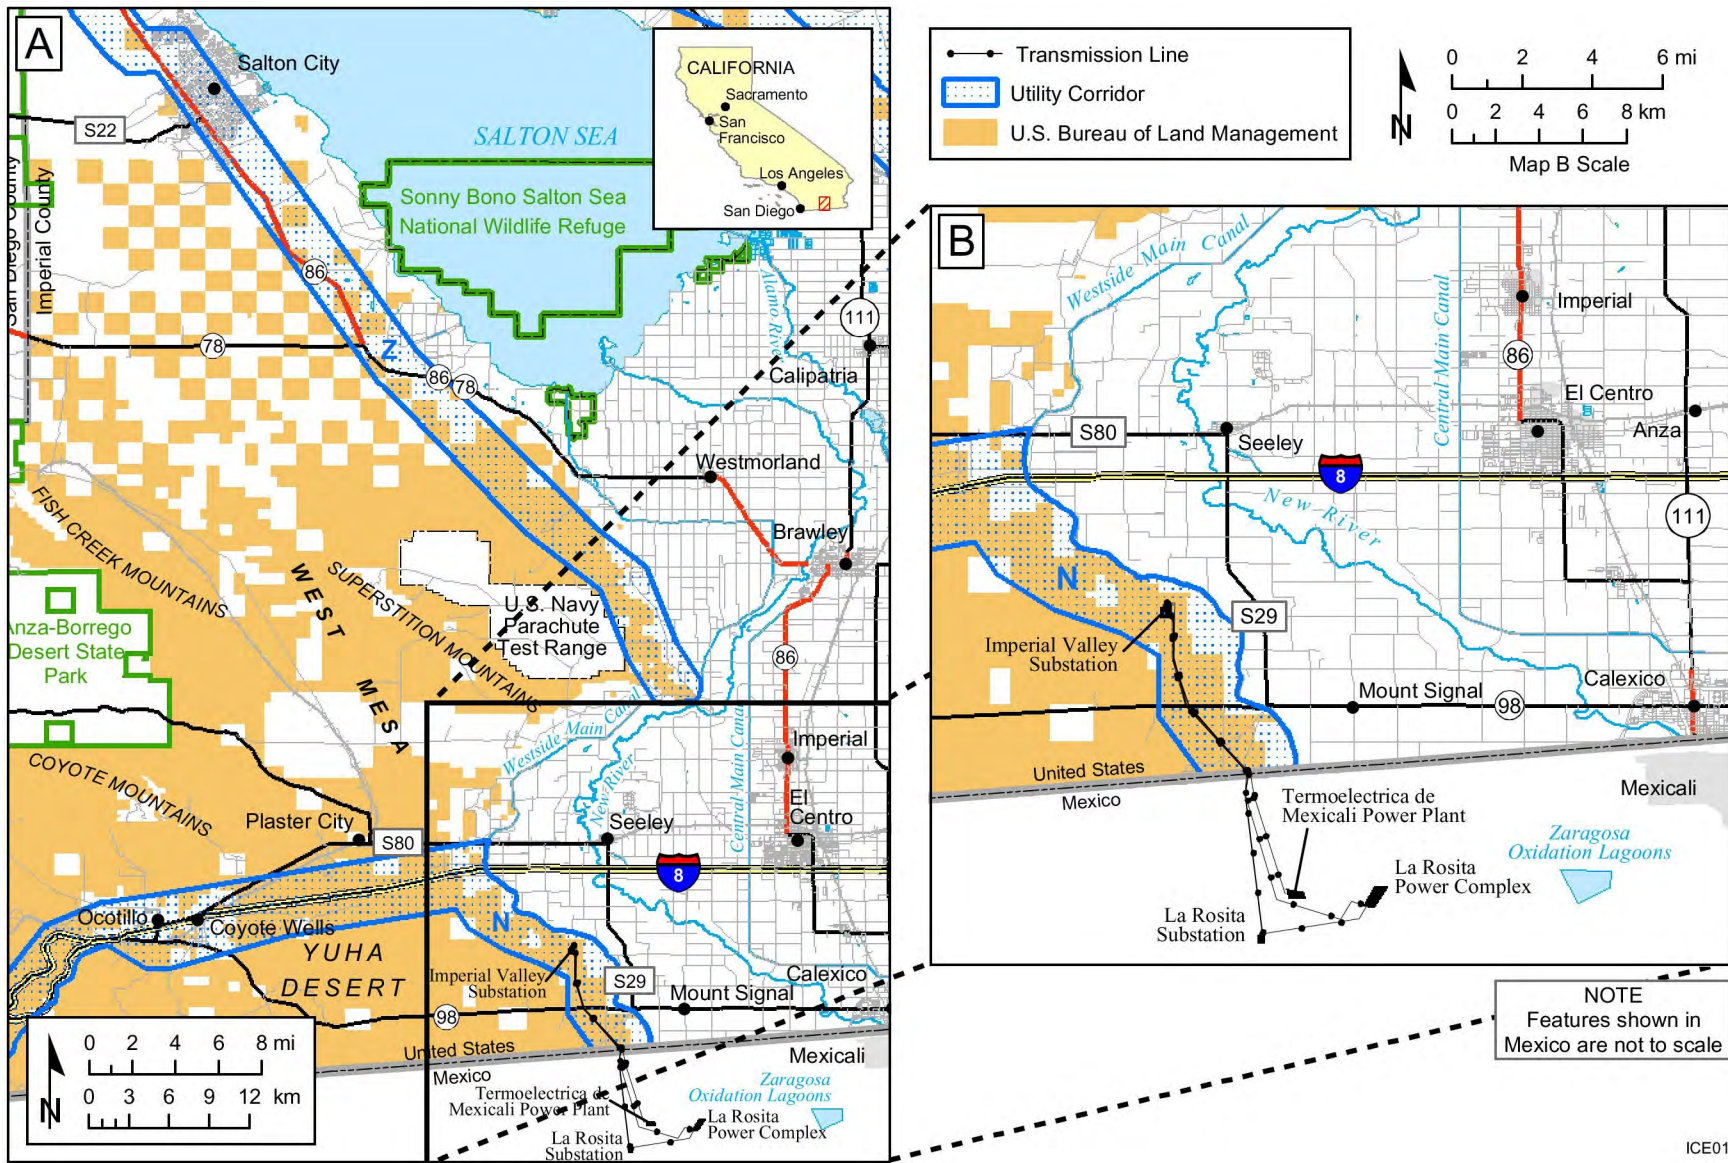 A
Salton City
S22
SALTON SEA
Sonny Bono Salton Sea
National Wildlife Refuge
CALIFORNIA
Sacramento
San
Francisco
Los Angeles
San Diego
San Diego County
Imperial County
86
78
Z
86
78
111
Alamo River
Calipatria
Westmorland
Brawley
FISH CREEK MOUNTAINS
WEST
MESA
SUPERSTITION MOUNTAINS
U.S. Navy
Parachute
Test Range
Anza-Borrego
Desert State
Park
86
COYOTE MOUNTAINS
Westside Main Canal
New River
Central Main Canal
Imperial
El
Centro
Plaster City
S80
Seeley
8
Ocotillo
Coyote Wells
N
YUHA
DESERT
Imperial Valley
Substation
S29
Calexico
Mount Signal
98
United States
Mexico
Mexicali
Termoelectrica de
Mexicali Power Plant
Zaragosa
Oxidation Lagoons
La Rosita
Power Complex
La Rosita
Substation
0 2 4 6 8 mi
0 3 6 9 12 km
N
Transmission Line
Utility Corridor
U.S. Bureau of Land Management
N
0 2 6 mi
0 2 4 6 8 km
Map B Scale
B
Westside Main Canal
Central Main Canal
Imperial
86
El Centro
Anza
S80
Seeley
8
New River
111
N
Imperial Valley
Substation
S29
Mount Signal
98
Calexico
United States
Mexico
Mexicali
Termoelectrica de
Mexicali Power Plant
Zaragosa
Oxidation Lagoons
La Rosita
Power Complex
La Rosita
Substation
NOTE
Features shown in
Mexico are not to scale
ICE01